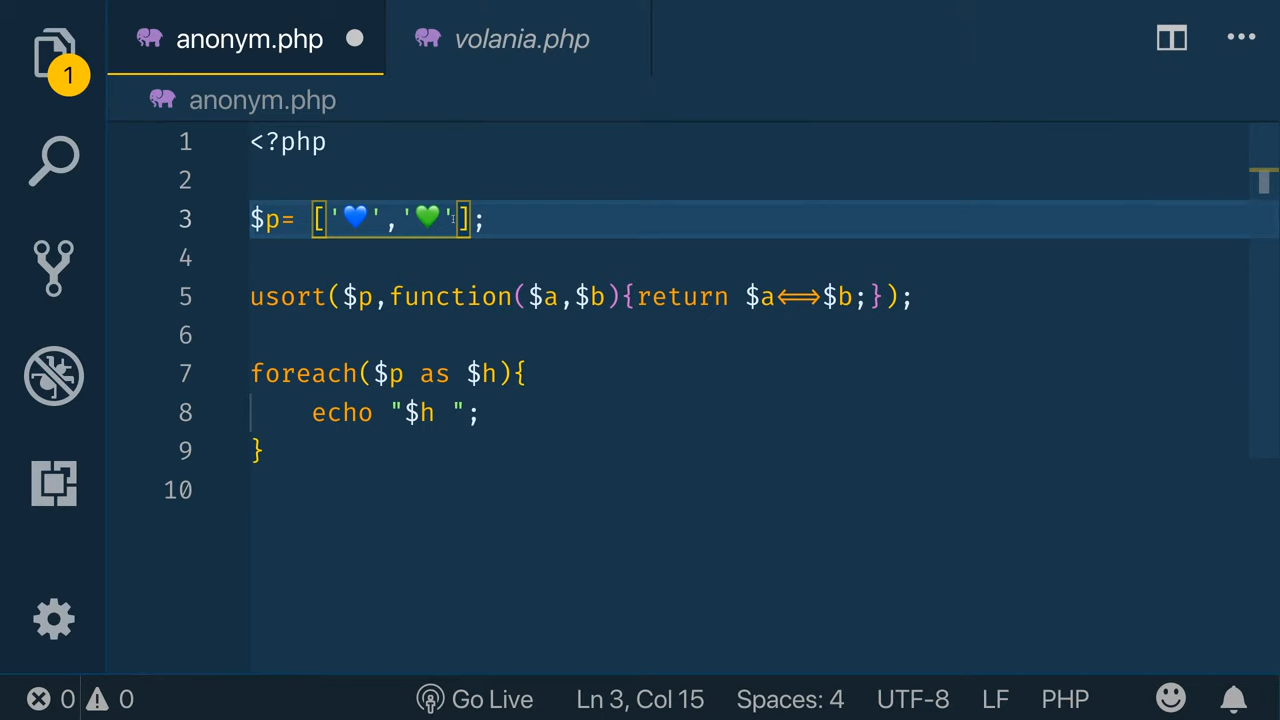 anonym.php
volania.php
...
1
anonym.php
1 <?php
2
3 $p= ['💙','💚'];
4
5 usort($p,function($a,$b){return $a<=>$b;});
6
7 foreach($p as $h){
8 echo "$h ";
9 }
10
0 0 Go Live Ln 3, Col 15 Spaces: 4 UTF-8 LF PHP